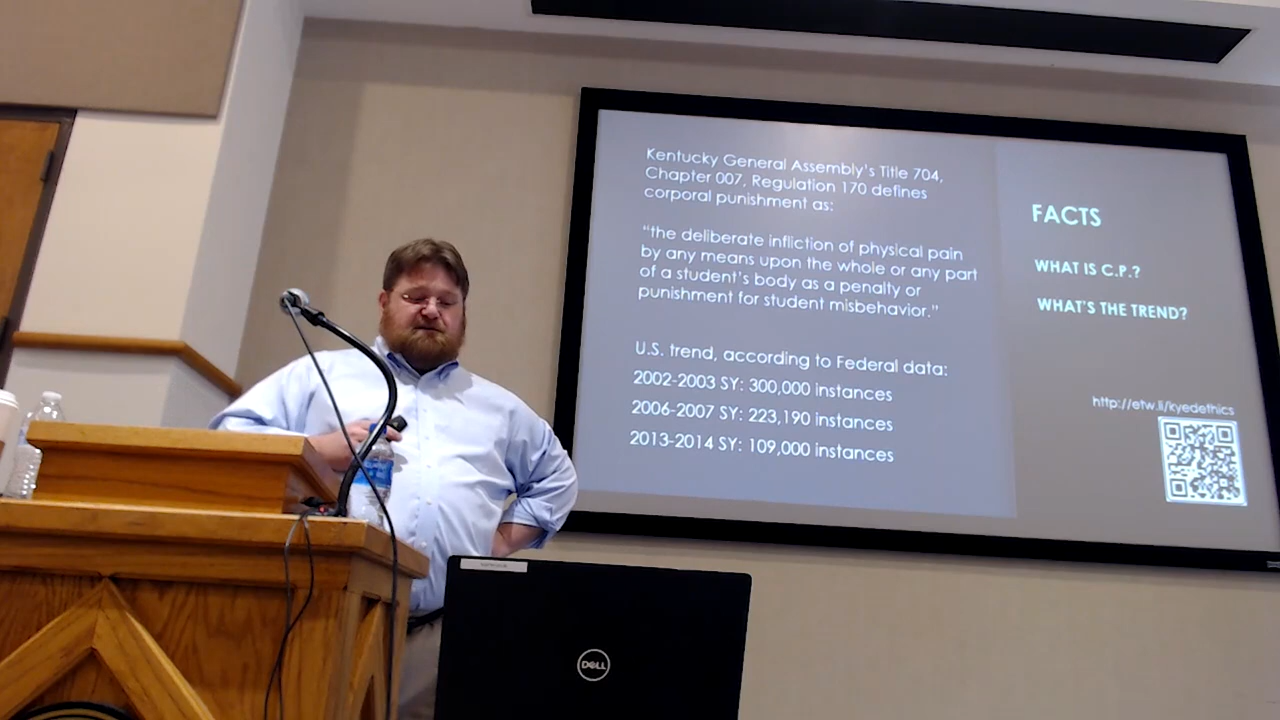 Kentucky General Assembly's Title 704,
Chapter 007, Regulation 170 defines
corporal punishment as:
"the deliberate infliction of physical pain
by any means upon the whole or any part
of a student's body as a penalty or
punishment for student misbehavior."
U.S. trend, according to Federal data:
2002-2003 SY: 300,000 instances
2006-2007 SY: 223,190 instances
2013-2014 SY: 109,000 instances
FACTS
WHAT IS C.P.?
WHAT'S THE TREND?
http://etw.li/kyedethics
DELL